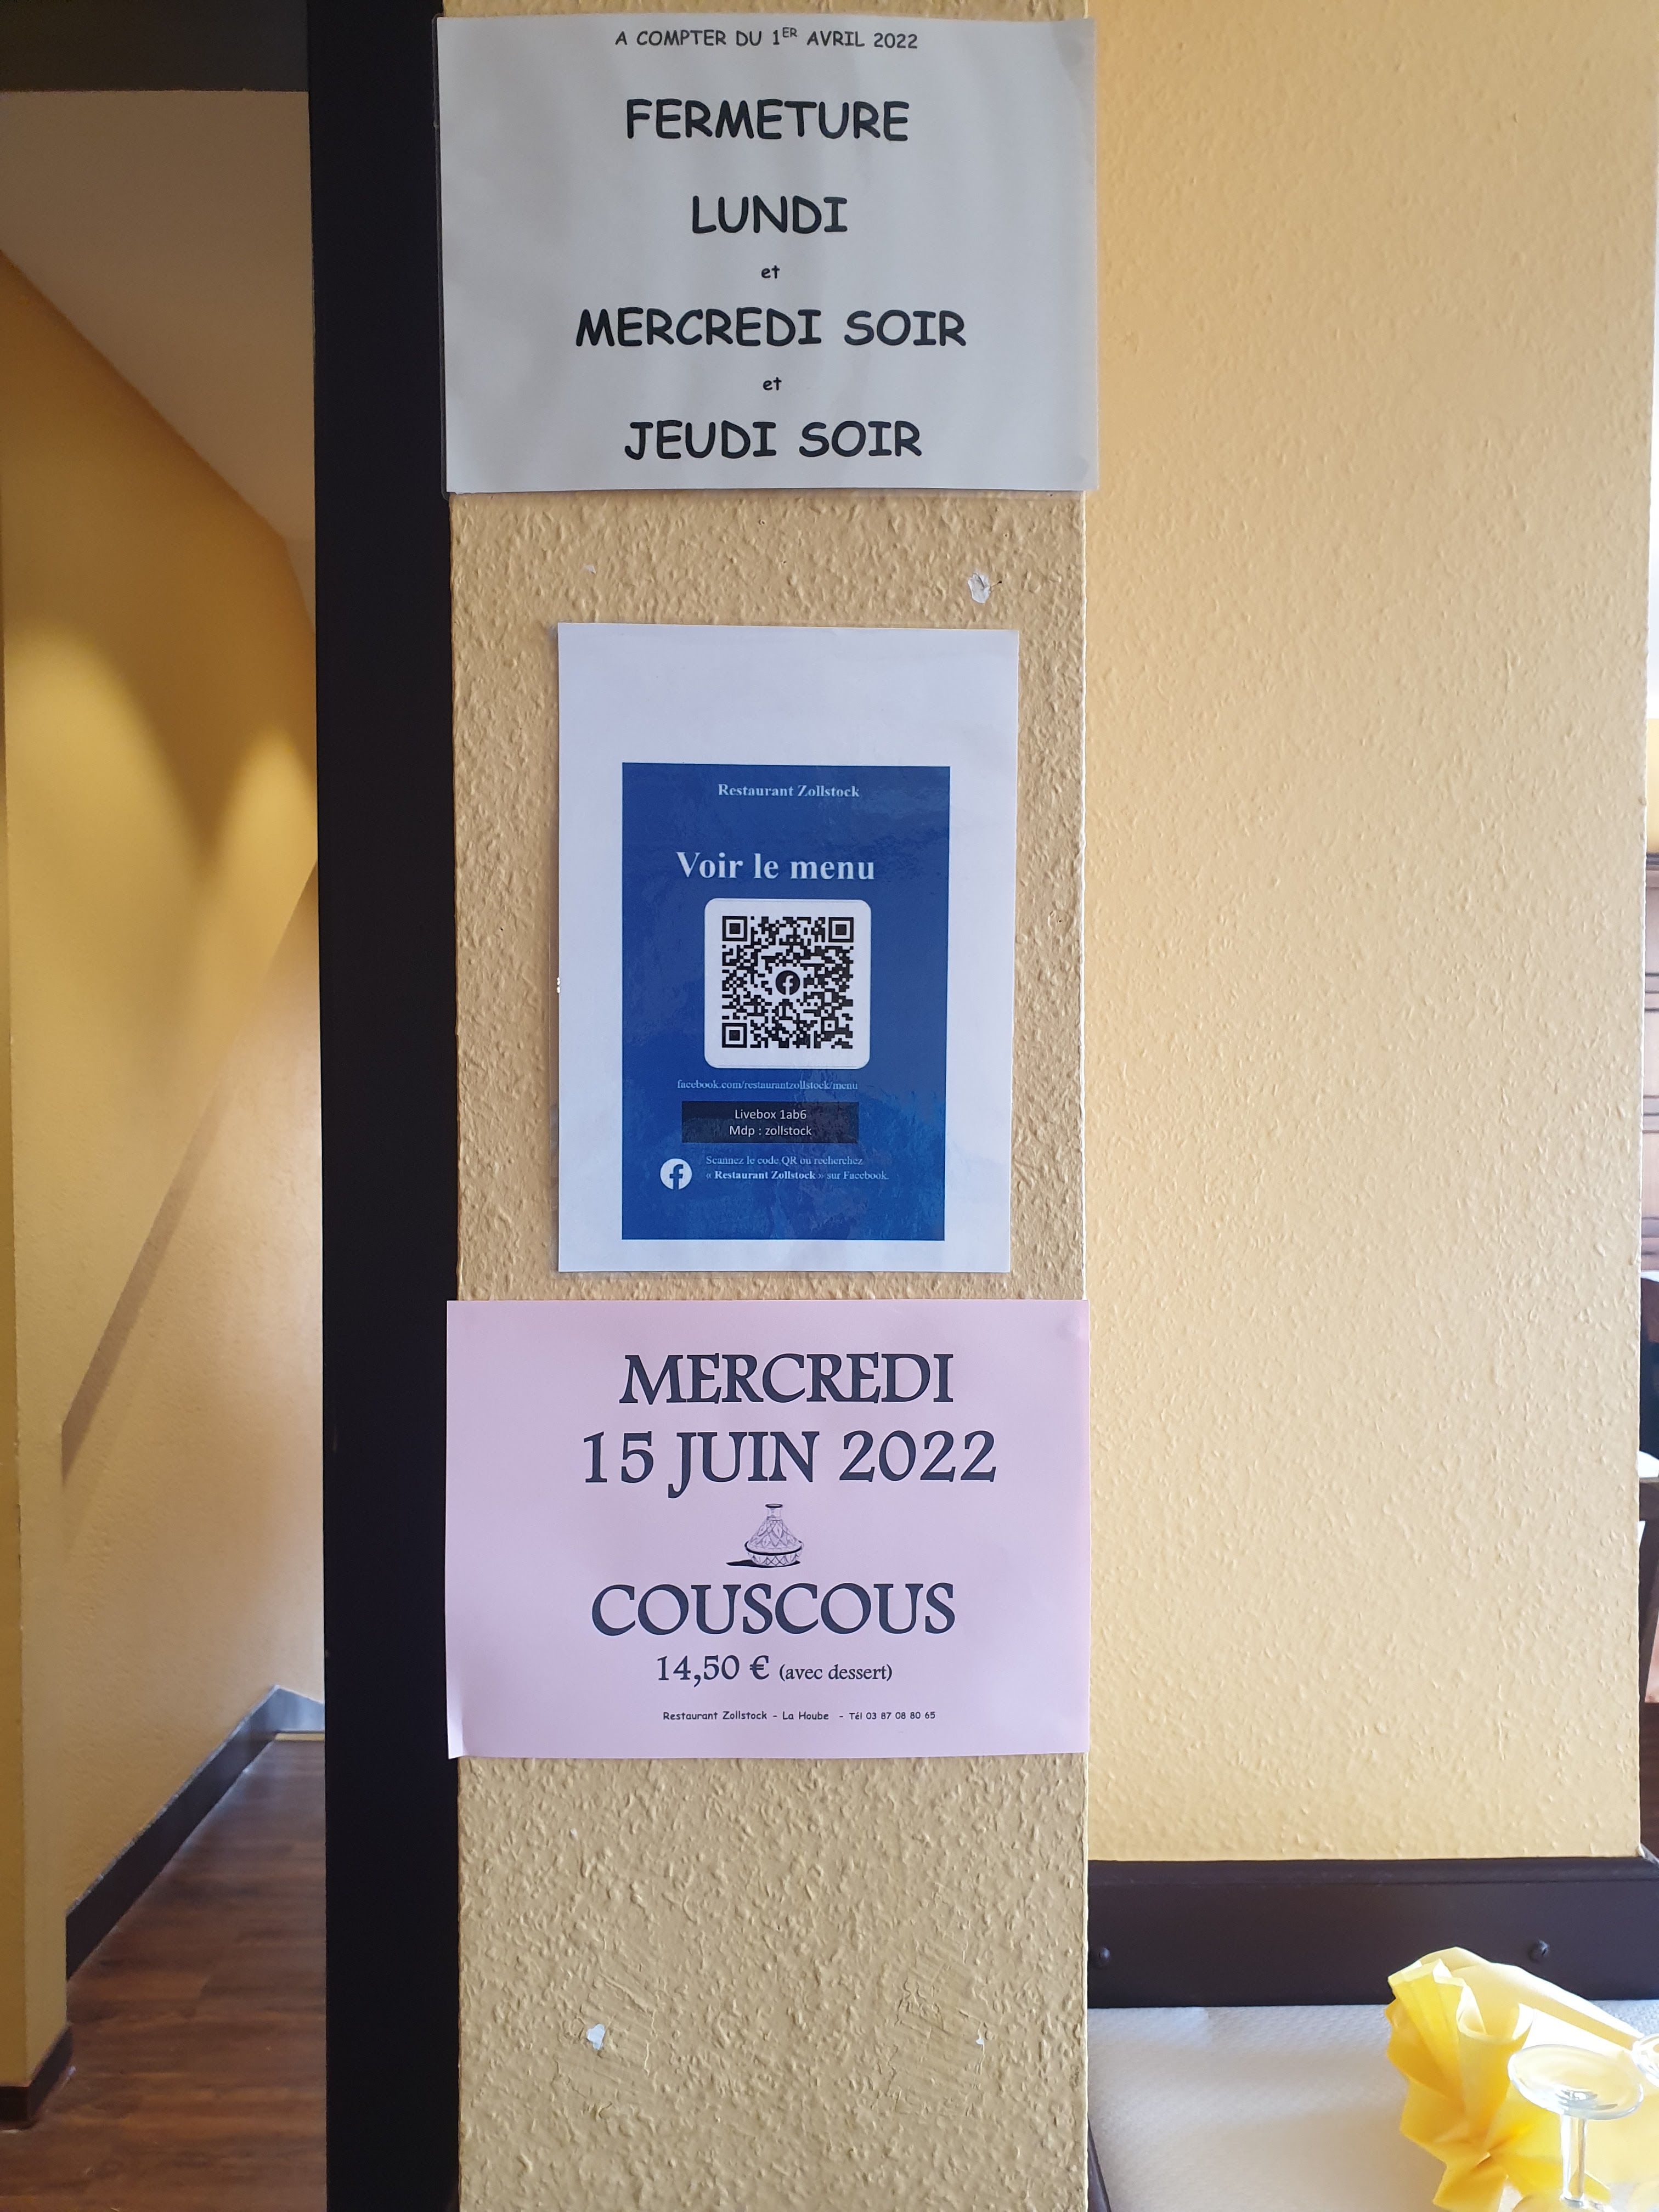 A COMPTER DU 1ER AVRIL 2022
FERMETURE
LUNDI
et
MERCREDI SOIR
et
JEUDI SOIR
Restaurant Zollstock
Voir le menu
facebook.com/restaurantzollstock/menu
Livebox 1ab6
Mdp : zollstock
Scannez le code QR ou recherchez
« Restaurant Zollstock » sur Facebook.
MERCREDI
15 JUIN 2022
COUSCOUS
14,50 € (avec dessert)
Restaurant Zollstock - La Hoube - Tél 03 87 08 80 65